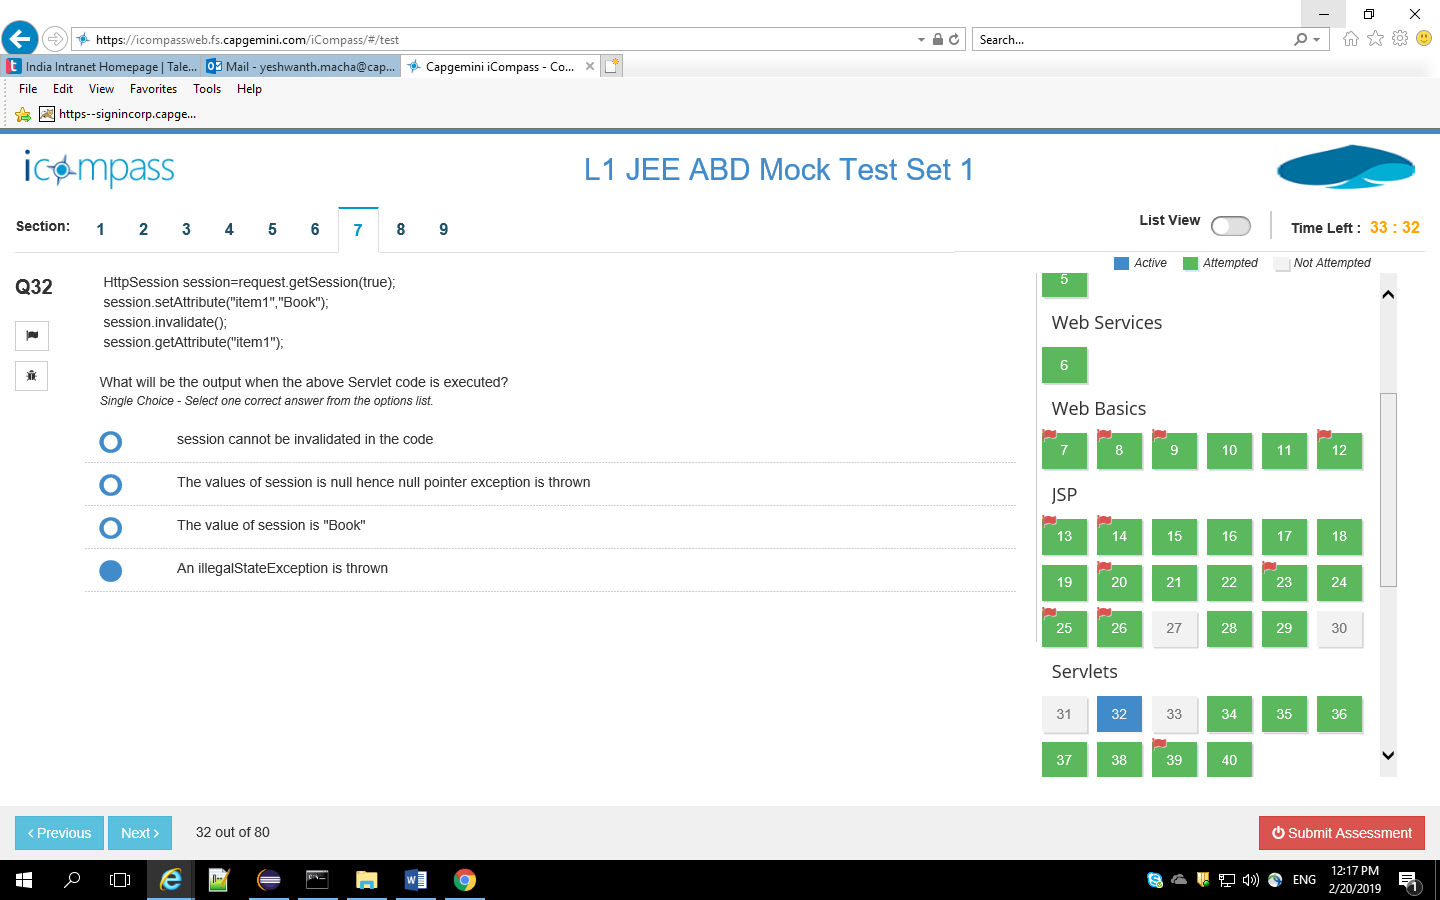 https://icompassweb.fs.capgemini.com/iCompass/#/test
Search...
India Intranet Homepage | Tale...
Mail - yeshwanth.macha@cap...
Capgemini iCompass - Co...
File Edit View Favorites Tools Help
https--signincorp.capge...
icompass
L1 JEE ABD Mock Test Set 1
Section: 1 2 3 4 5 6 7 8 9
List View
Time Left : 33 : 32
Active Attempted Not Attempted
Q32
HttpSession session=request.getSession(true);
session.setAttribute("item1","Book");
session.invalidate();
session.getAttribute("item1");
What will be the output when the above Servlet code is executed?
Single Choice - Select one correct answer from the options list.
session cannot be invalidated in the code
The values of session is null hence null pointer exception is thrown
The value of session is "Book"
An illegalStateException is thrown
5
Web Services
6
Web Basics
7 8 9 10 11 12
JSP
13 14 15 16 17 18
19 20 21 22 23 24
25 26 27 28 29 30
Servlets
31 32 33 34 35 36
37 38 39 40
Previous
Next
32 out of 80
Submit Assessment
ENG
12:17 PM
2/20/2019
1